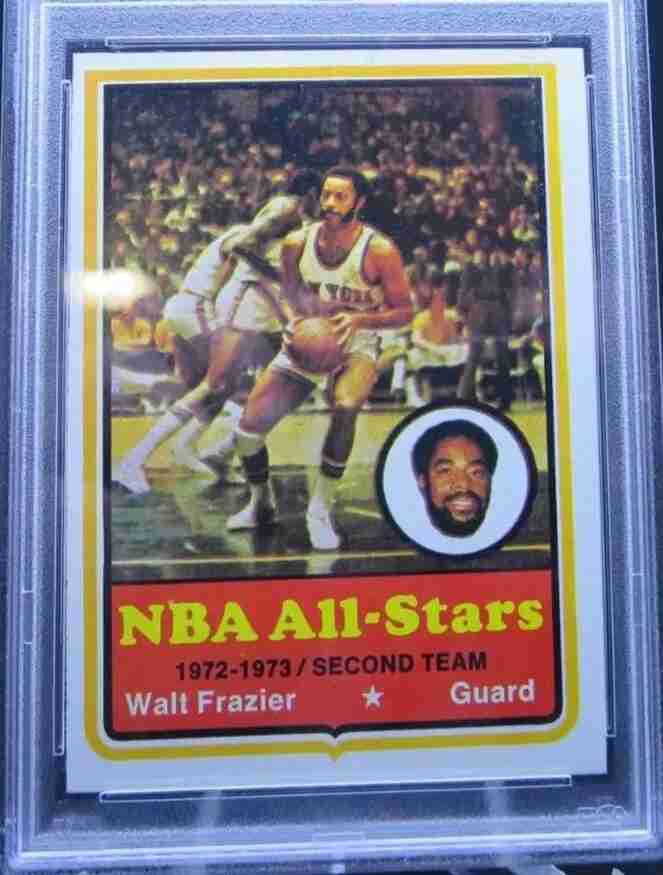 NEW YORK
NBA All-Stars
1972-1973 / SECOND TEAM
Walt Frazier ★ Guard